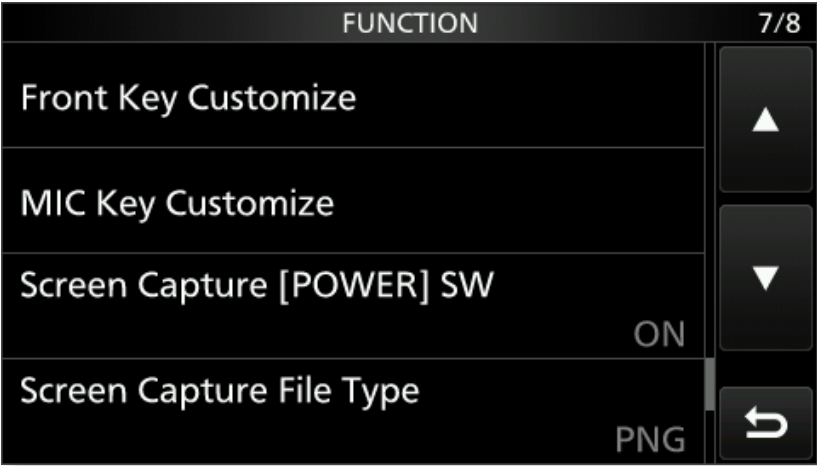 FUNCTION 7/8
Front Key Customize
MIC Key Customize
Screen Capture [POWER] SW
ON
Screen Capture File Type
PNG